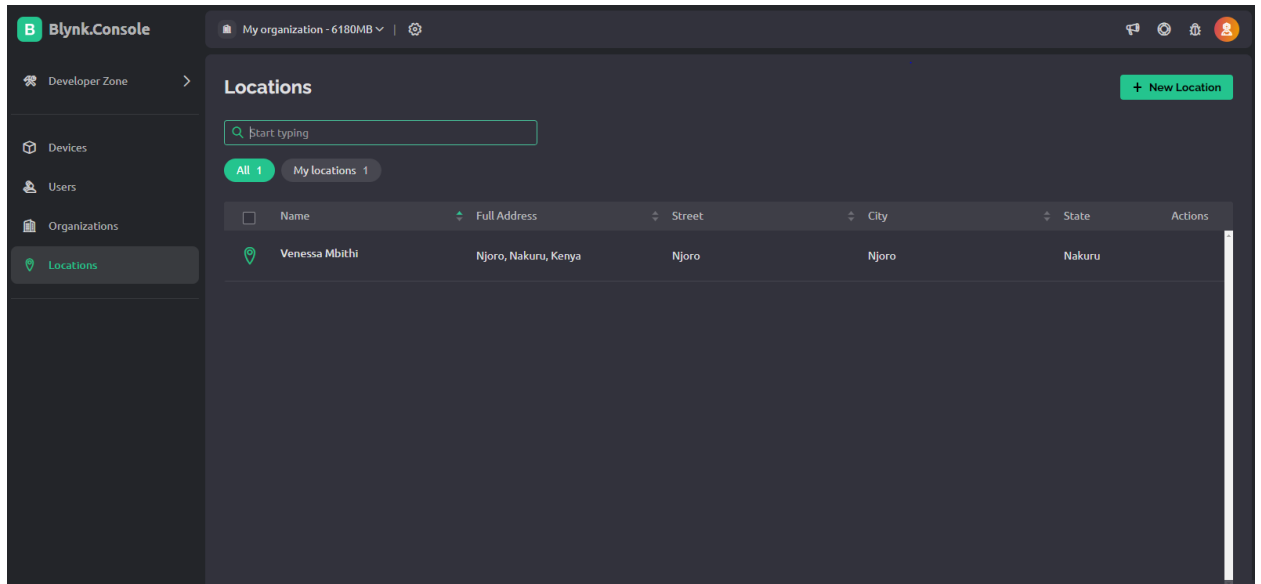 B Blynk.Console
My organization - 6180MB
Developer Zone
Devices
Users
Organizations
Locations
Locations
+ New Location
Start typing
All 1 My locations 1
Name Full Address Street City State Actions
Venessa Mbithi Njoro, Nakuru, Kenya Njoro Njoro Nakuru